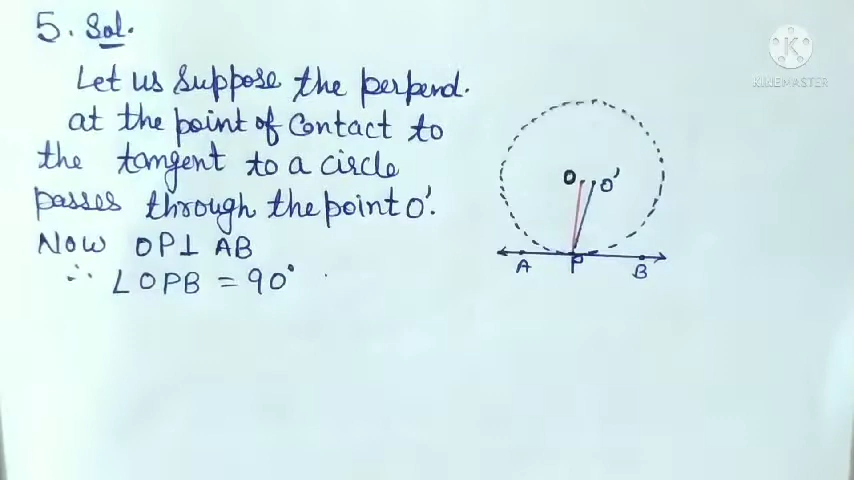 5. Sol.
Let us suppose the perpend.
at the point of contact to
the tangent to a circle
passes through the point O'.
Now OP⊥ AB
∴ ∠OPB = 90°
O O'
A P B
K
KINEMASTER